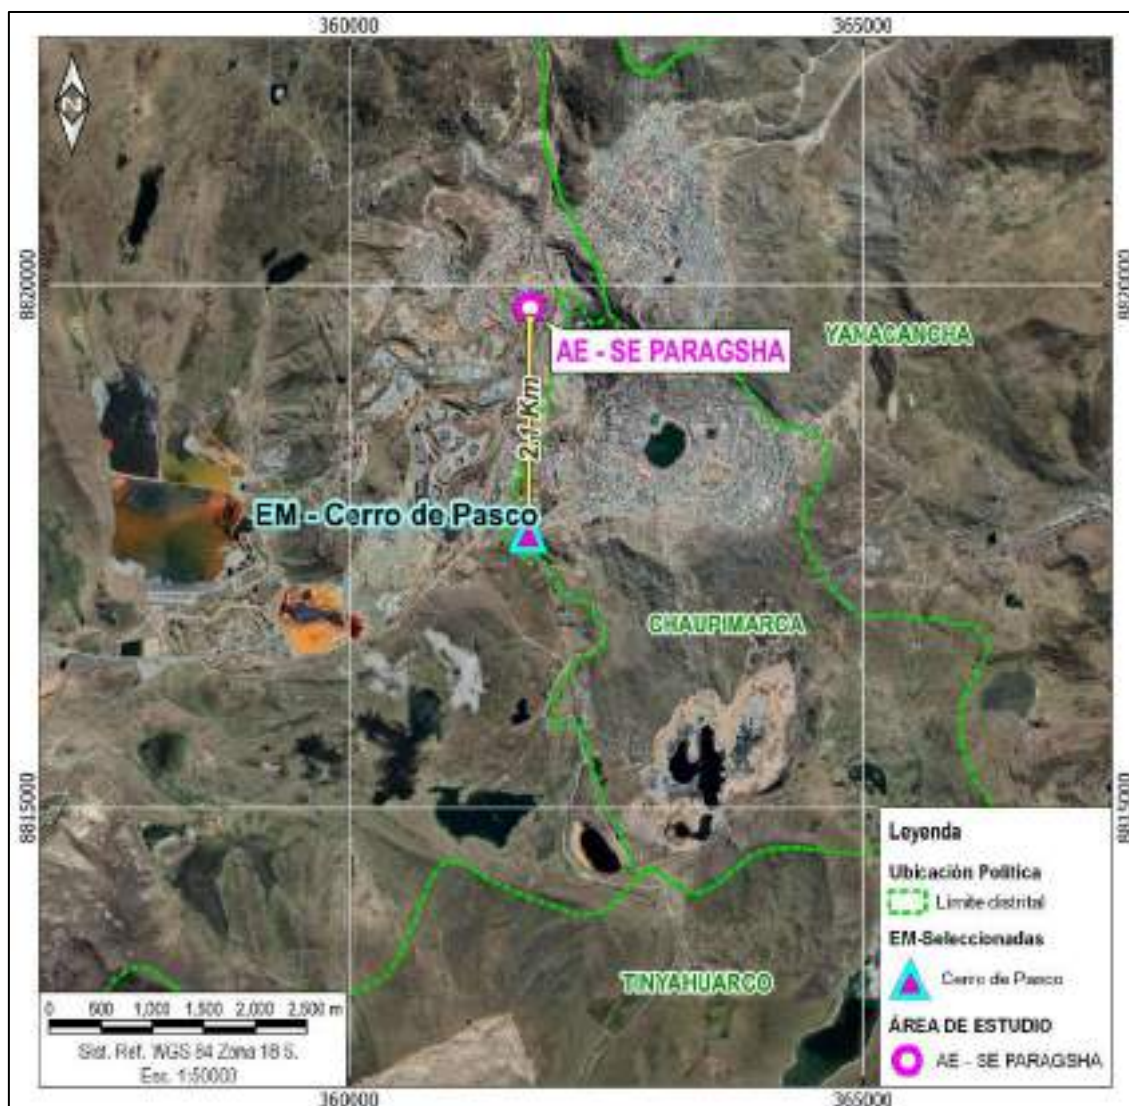 360000 365000
N
8820000 8820000
YANACANCHA
AE - SE PARAGSHA
2.1 Km
EM - Cerro de Pasco
CHAUPIMARCA
8815000 8815000
TINYAHUARCO
Leyenda
Ubicación Política
Límite distrital
EM-Seleccionadas
Cerro de Pasco
ÁREA DE ESTUDIO
AE - SE PARAGSHA
0 500 1,000 1,500 2,000 2,500 m
Sist. Ref. WGS 84 Zona 18 S.
Esc. 1:50000
360000 365000